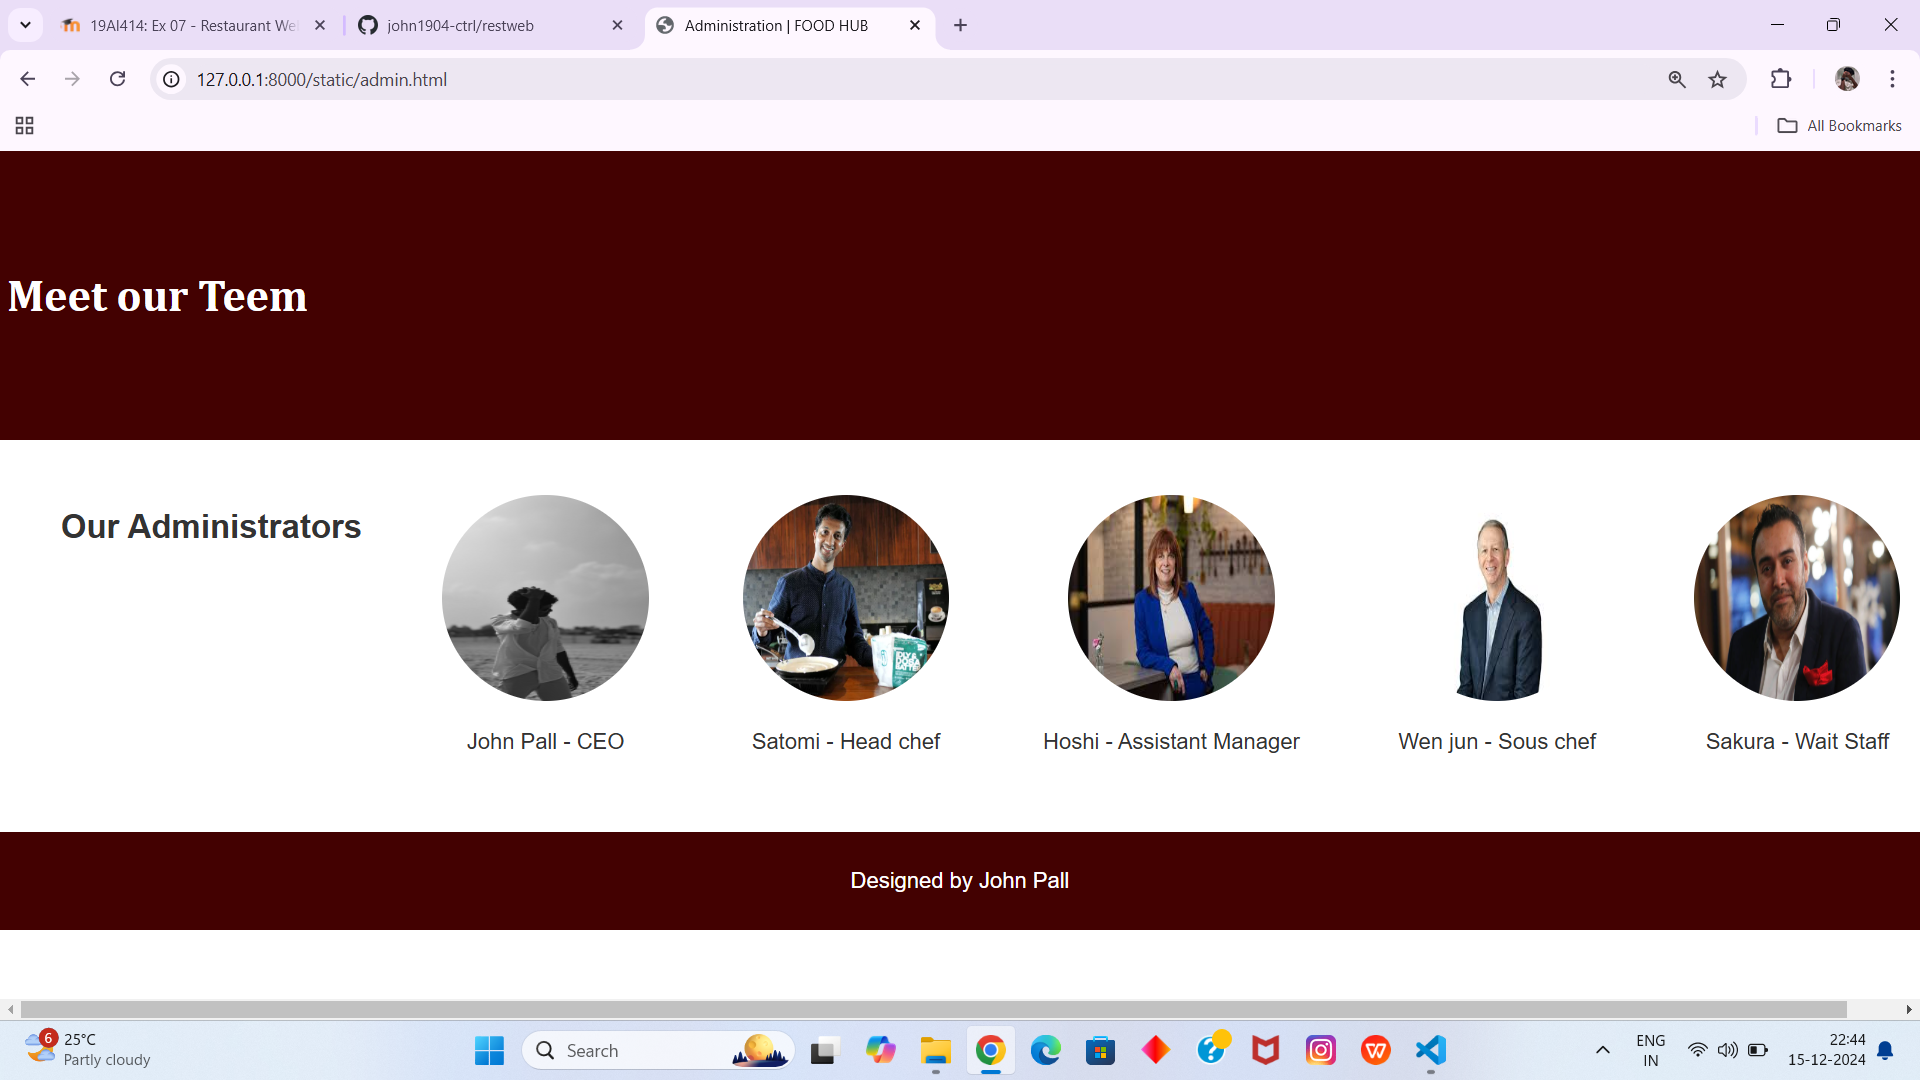 19AI414: Ex 07 - Restaurant We
john1904-ctrl/restweb
Administration | FOOD HUB
127.0.0.1:8000/static/admin.html
All Bookmarks
Meet our Teem
Our Administrators
IDLY &
DOSA
BATTER
John Pall - CEO
Satomi - Head chef
Hoshi - Assistant Manager
Wen jun - Sous chef
Sakura - Wait Staff
Designed by John Pall
6
25°C
Partly cloudy
Search
ENG
IN
22:44
15-12-2024